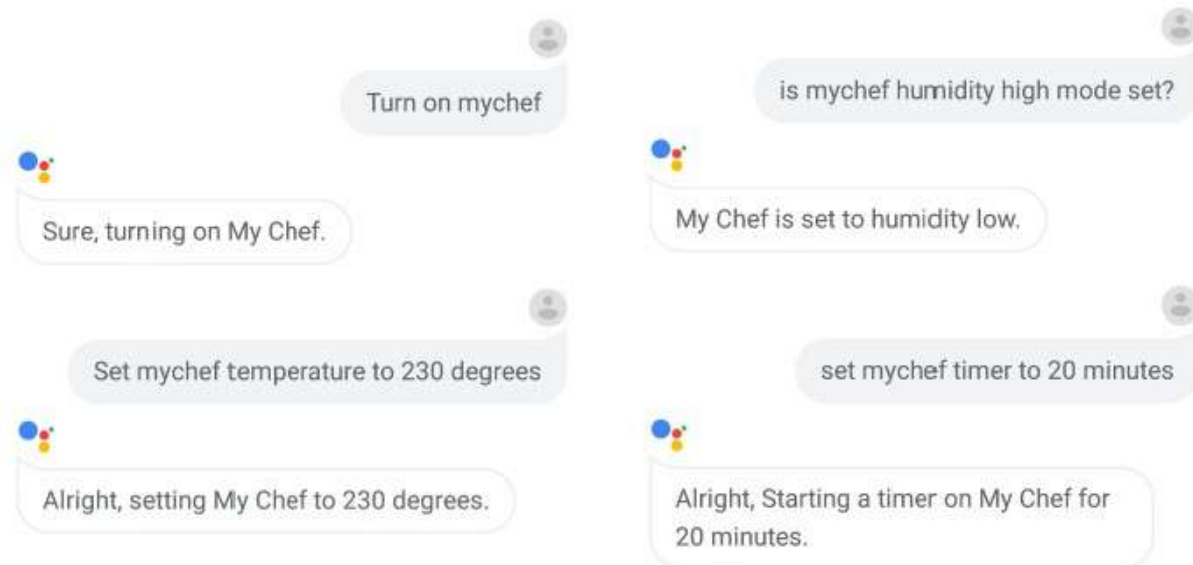 Turn on mychef
Sure, turning on My Chef.
Set mychef temperature to 230 degrees
Alright, setting My Chef to 230 degrees.
is mychef humidity high mode set?
My Chef is set to humidity low.
set mychef timer to 20 minutes
Alright, Starting a timer on My Chef for
20 minutes.